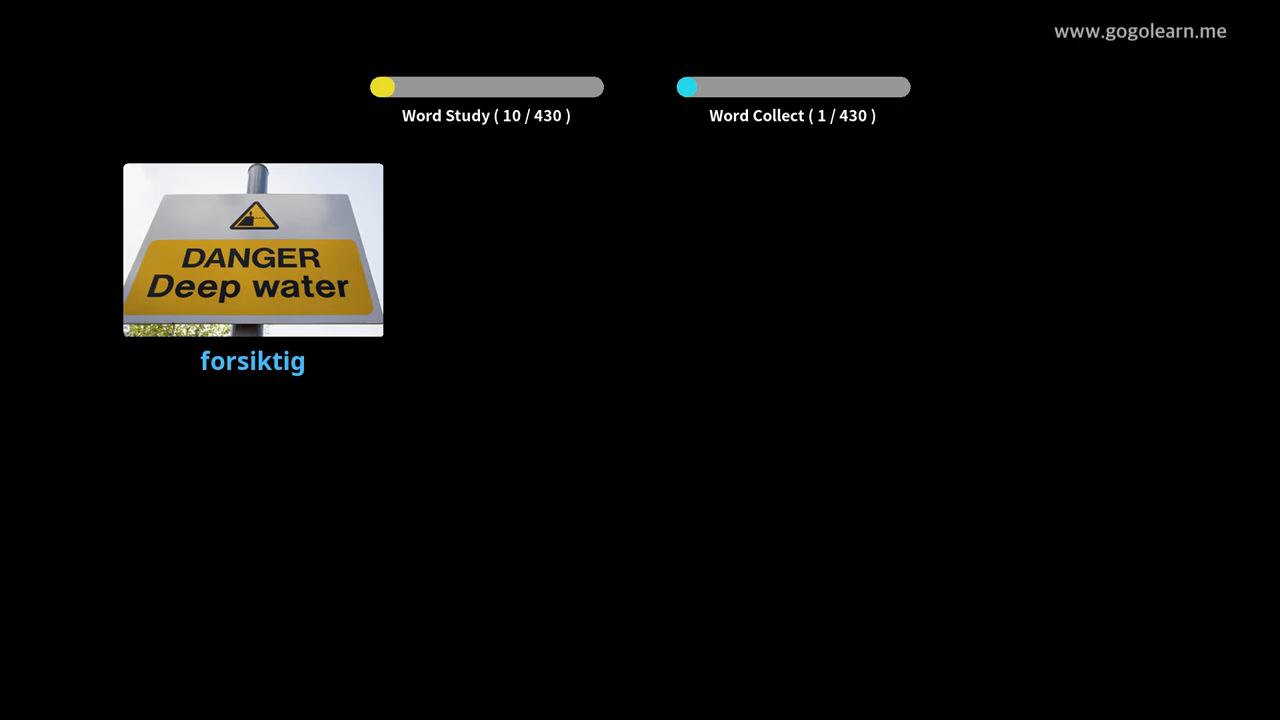 www.gogolearn.me
Word Study ( 10 / 430 )
Word Collect ( 1 / 430 )
DANGER
Deep water
forsiktig